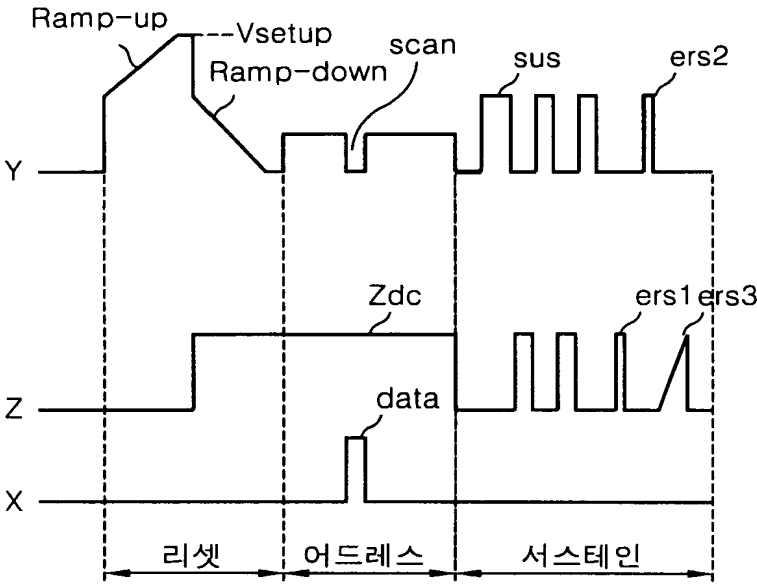 Ramp-up
Vsetup
Ramp-down
scan
sus
ers2
Y
Zdc
ers1
ers3
Z
data
X
리셋
어드레스
서스테인